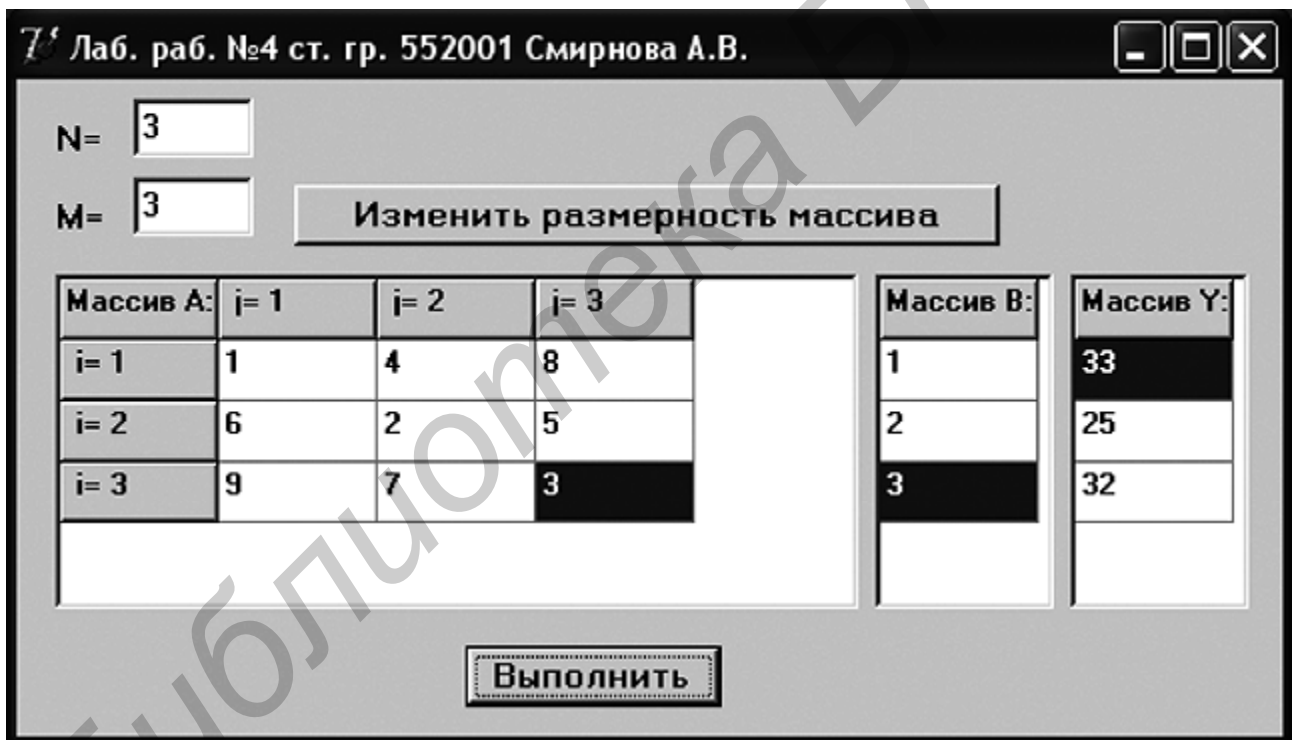 Лаб. раб. №4 ст. гр. 552001 Смирнова А.В.
N= 3
M= 3
Изменить размерность массива
Массив А: j= 1 j= 2 j= 3
i= 1 1 4 8
i= 2 6 2 5
i= 3 9 7 3
Массив В:
1
2
3
Массив Y:
33
25
32
Выполнить
библиотека Б